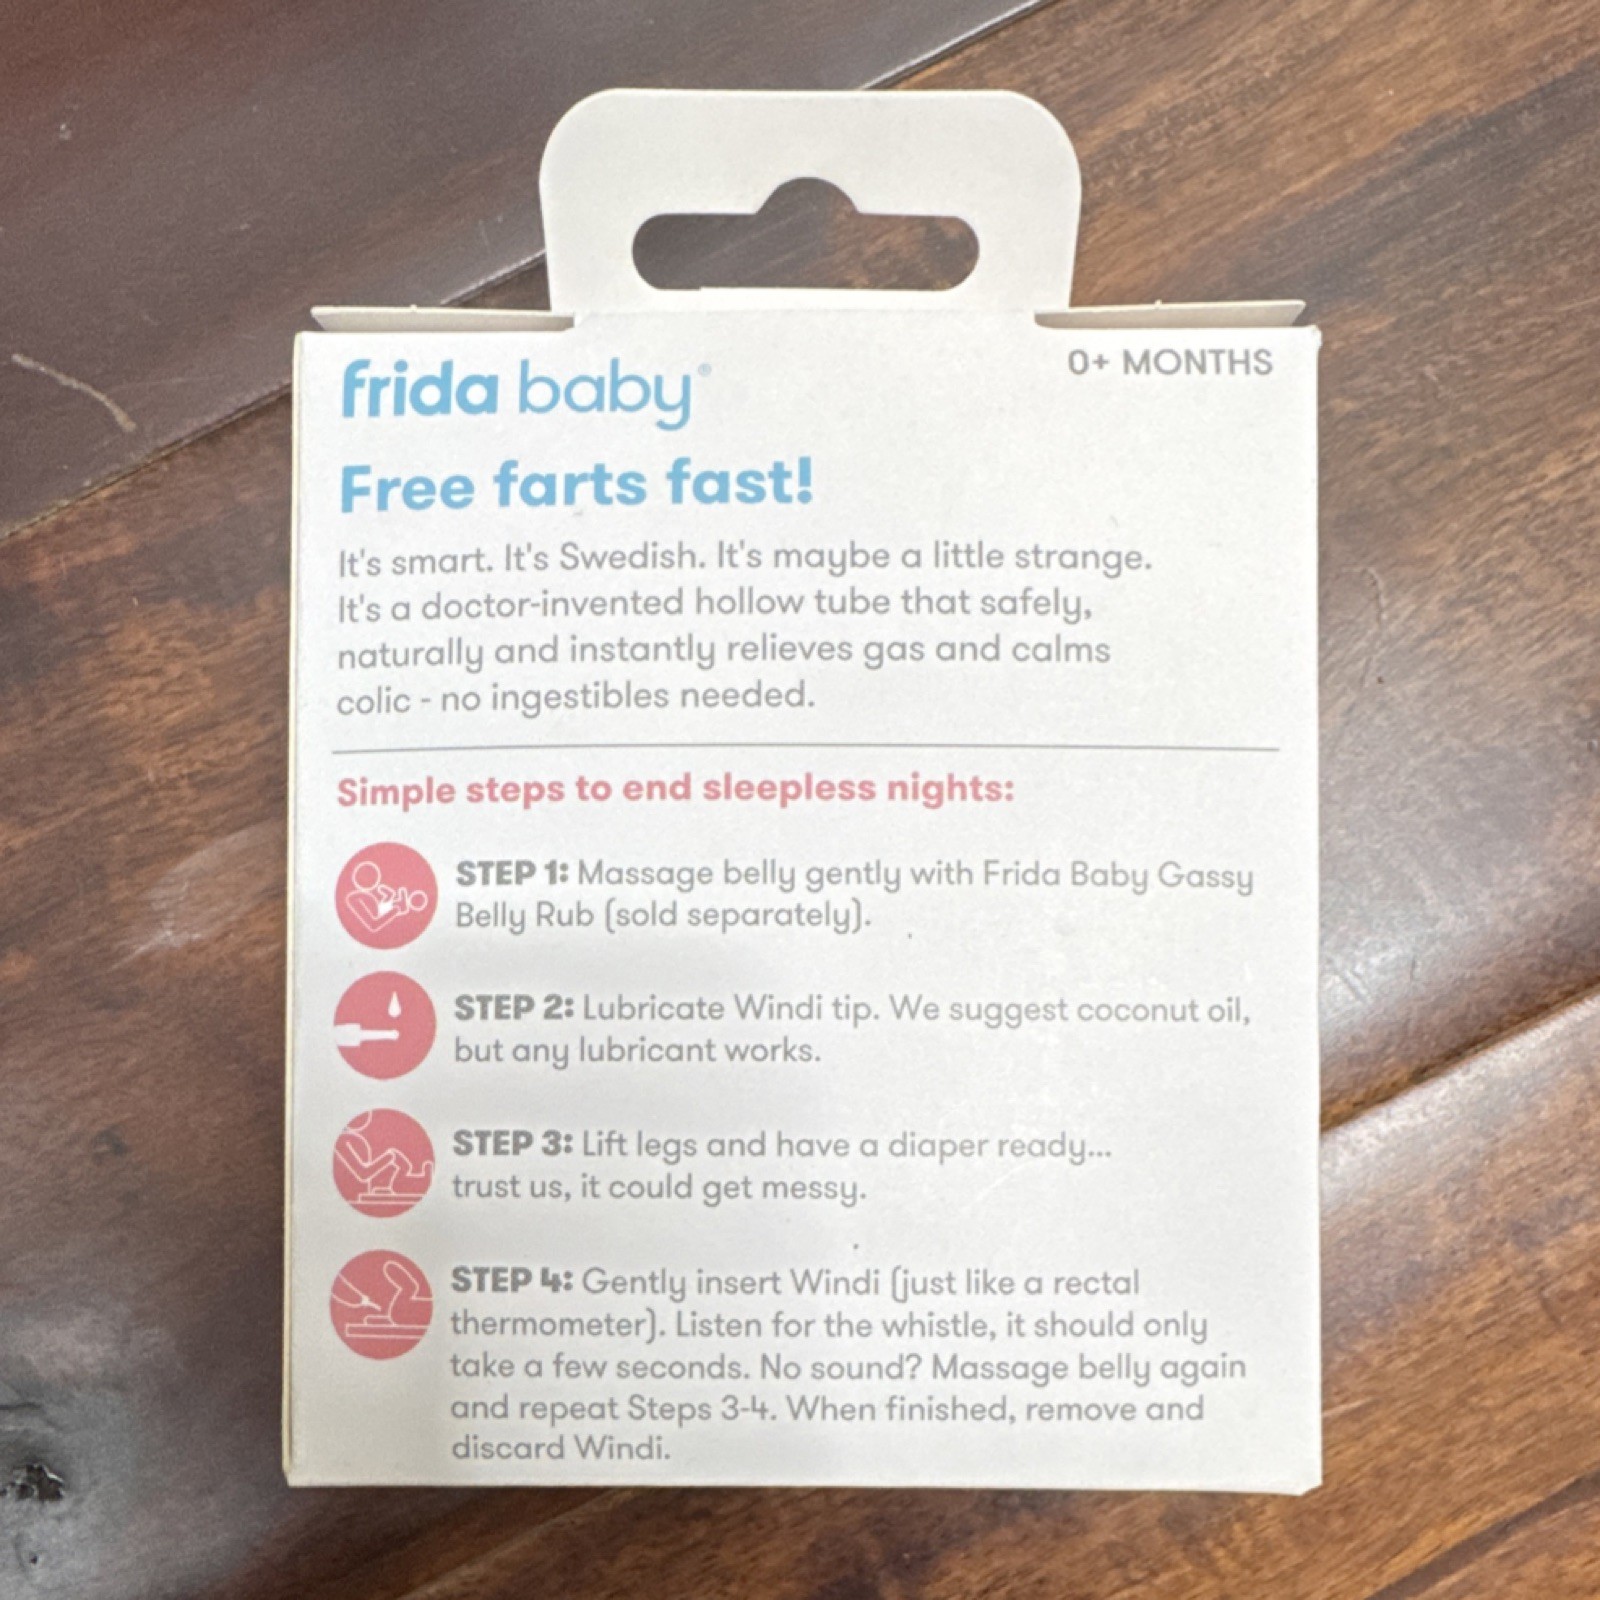 frida baby®
0+ MONTHS
Free farts fast!
It's smart. It's Swedish. It's maybe a little strange.
It's a doctor-invented hollow tube that safely,
naturally and instantly relieves gas and calms
colic - no ingestibles needed.
Simple steps to end sleepless nights:
STEP 1: Massage belly gently with Frida Baby Gassy
Belly Rub (sold separately).
STEP 2: Lubricate Windi tip. We suggest coconut oil,
but any lubricant works.
STEP 3: Lift legs and have a diaper ready...
trust us, it could get messy.
STEP 4: Gently insert Windi (just like a rectal
thermometer). Listen for the whistle, it should only
take a few seconds. No sound? Massage belly again
and repeat Steps 3-4. When finished, remove and
discard Windi.